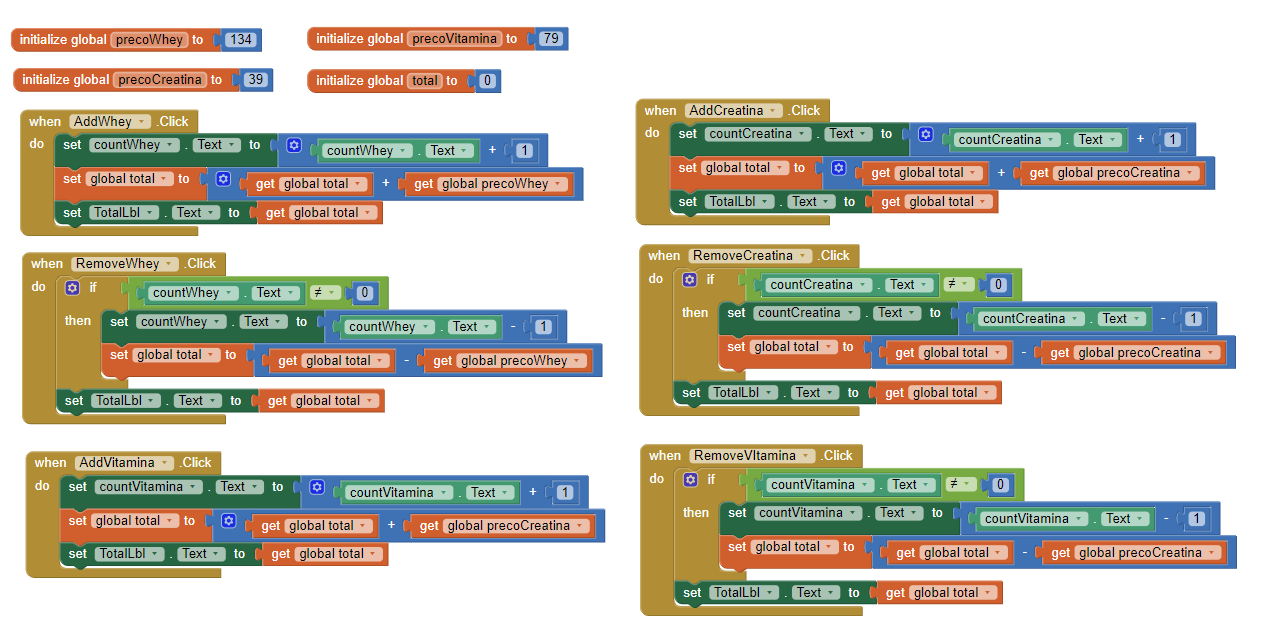 initialize global precoWhey to 134
initialize global precoVitamina to 79
initialize global precoCreatina to 39
initialize global total to 0
when AddWhey .Click
do set countWhey . Text to countWhey . Text + 1
set global total to get global total + get global precoWhey
set TotalLbl . Text to get global total
when RemoveWhey .Click
do if countWhey . Text ≠ 0
then set countWhey . Text to countWhey . Text - 1
set global total to get global total - get global precoWhey
set TotalLbl . Text to get global total
when AddVitamina .Click
do set countVitamina . Text to countVitamina . Text + 1
set global total to get global total + get global precoCreatina
set TotalLbl . Text to get global total
when AddCreatina .Click
do set countCreatina . Text to countCreatina . Text + 1
set global total to get global total + get global precoCreatina
set TotalLbl . Text to get global total
when RemoveCreatina .Click
do if countCreatina . Text ≠ 0
then set countCreatina . Text to countCreatina . Text - 1
set global total to get global total - get global precoCreatina
set TotalLbl . Text to get global total
when RemoveVItamina .Click
do if countVitamina . Text ≠ 0
then set countVitamina . Text to countVitamina . Text - 1
set global total to get global total - get global precoCreatina
set TotalLbl . Text to get global total